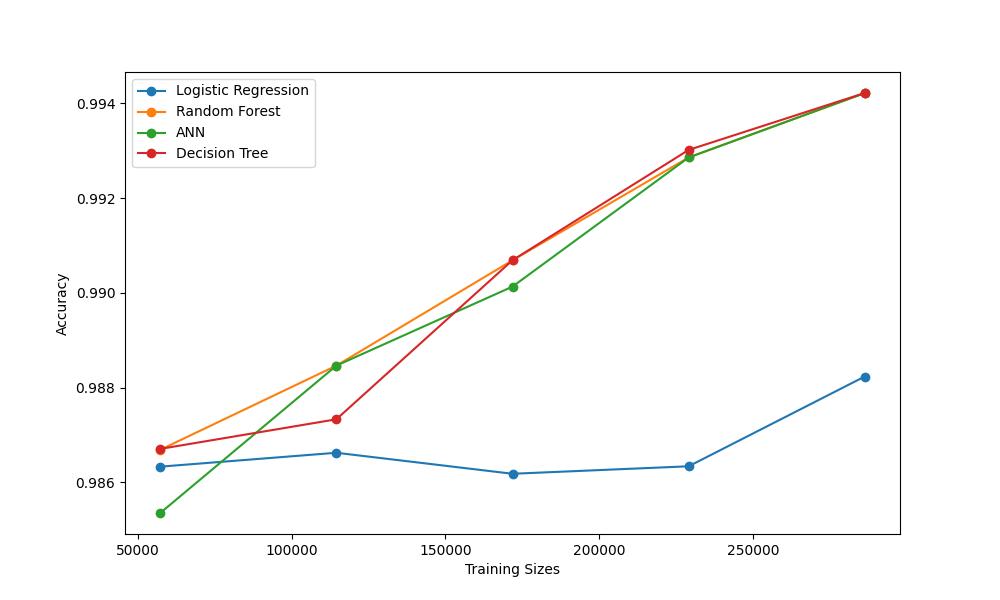 Logistic Regression
Random Forest
ANN
Decision Tree
0.994
0.992
0.990
0.988
0.986
Accuracy
50000
100000
150000
200000
250000
Training Sizes